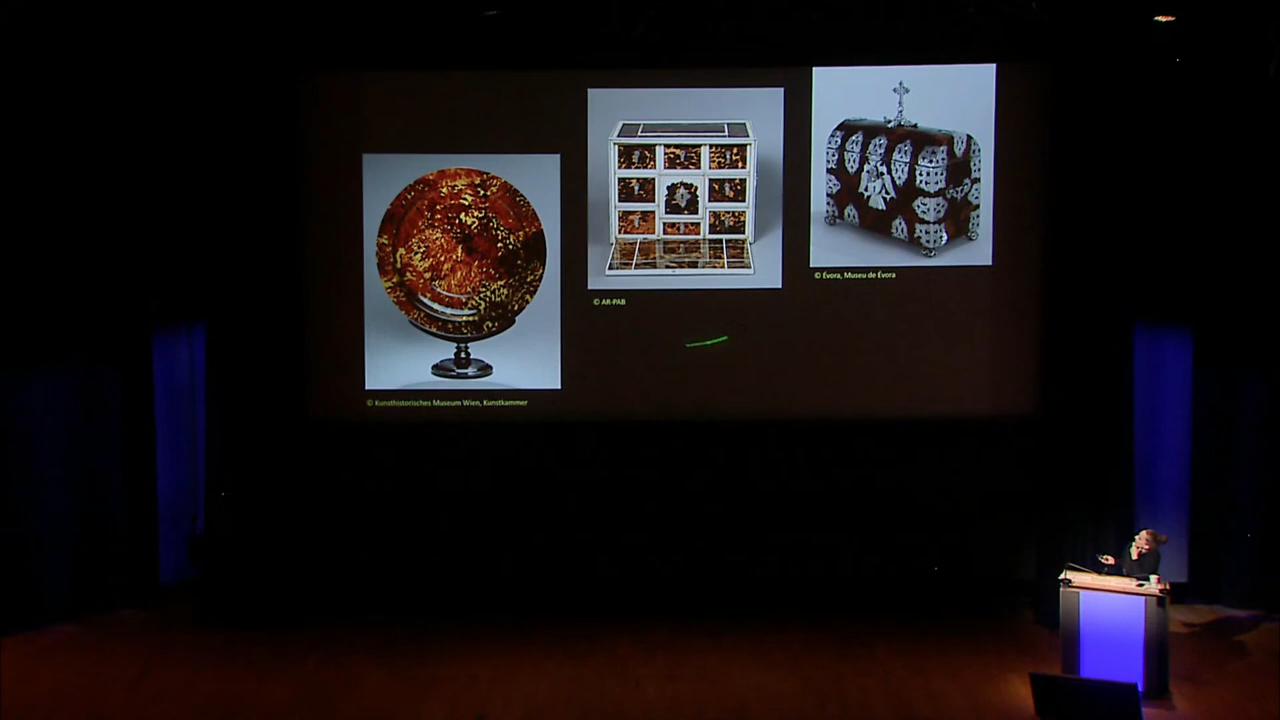 © Évora, Museu de Évora
© AR-PAB
© Kunsthistorisches Museum Wien, Kunstkammer